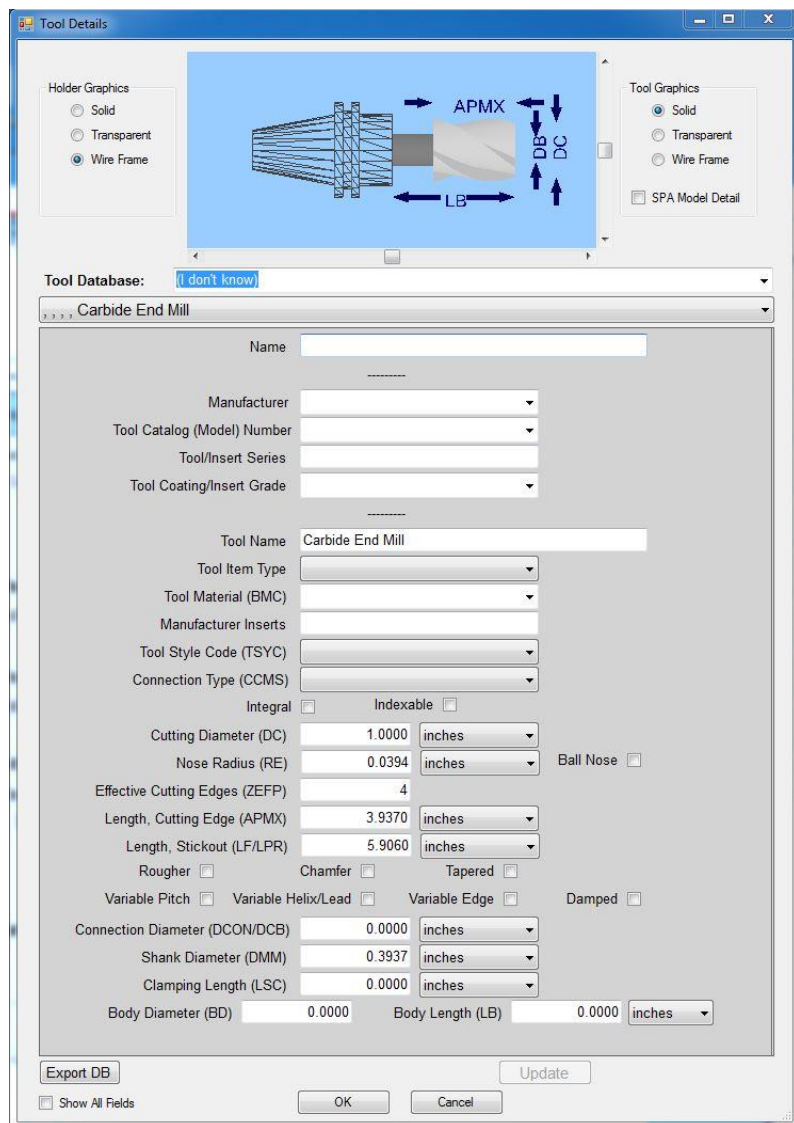 Tool Details
Holder Graphics
Solid
Transparent
Wire Frame
APMX
DB
DC
LB
Tool Graphics
Solid
Transparent
Wire Frame
SPA Model Detail
Tool Database: (I don't know)
, , , , Carbide End Mill
Name
---------
Manufacturer
Tool Catalog (Model) Number
Tool/Insert Series
Tool Coating/Insert Grade
---------
Tool Name Carbide End Mill
Tool Item Type
Tool Material (BMC)
Manufacturer Inserts
Tool Style Code (TSYC)
Connection Type (CCMS)
Integral Indexable
Cutting Diameter (DC) 1.0000 inches
Nose Radius (RE) 0.0394 inches Ball Nose
Effective Cutting Edges (ZEFP) 4
Length, Cutting Edge (APMX) 3.9370 inches
Length, Stickout (LF/LPR) 5.9060 inches
Rougher Chamfer Tapered
Variable Pitch Variable Helix/Lead Variable Edge Damped
Connection Diameter (DCON/DCB) 0.0000 inches
Shank Diameter (DMM) 0.3937 inches
Clamping Length (LSC) 0.0000 inches
Body Diameter (BD) 0.0000 Body Length (LB) 0.0000 inches
Export DB Update
Show All Fields OK Cancel